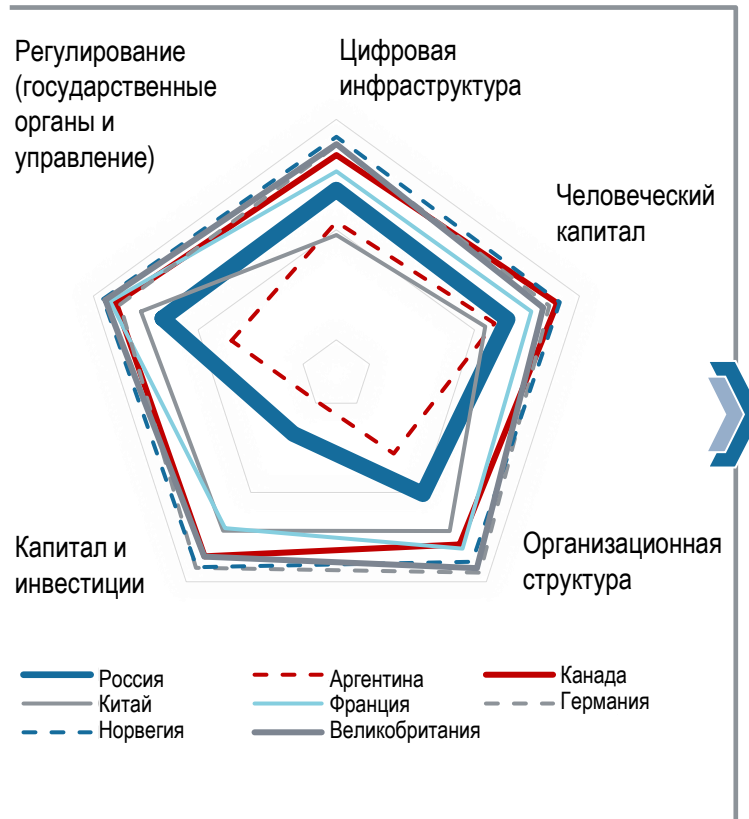 Регулирование
(государственные
органы и
управление)
Цифровая
инфраструктура
Человеческий
капитал
Организационная
структура
Капитал и
инвестиции
Россия
Аргентина
Канада
Китай
Франция
Германия
Норвегия
Великобритания